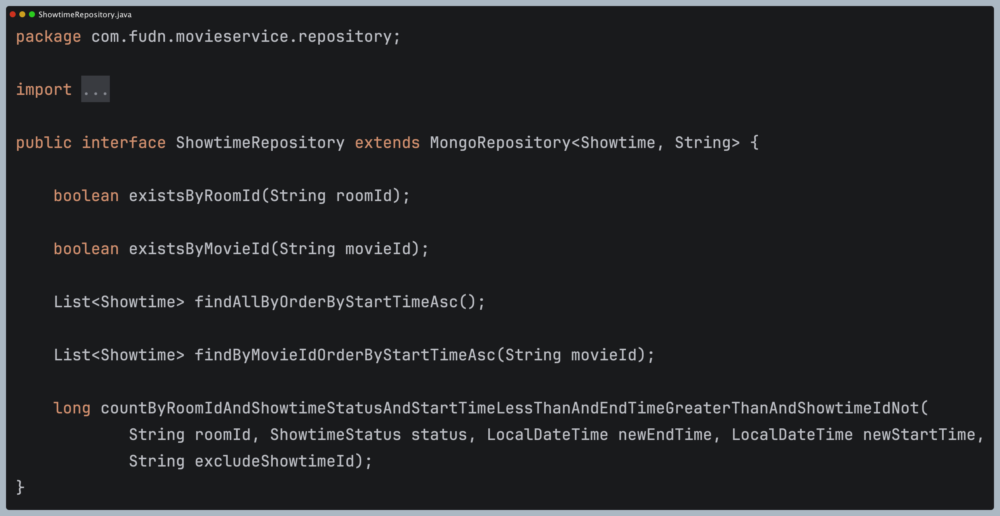 ShowtimeRepository.java
package com.fudn.movieservice.repository;
import ...
public interface ShowtimeRepository extends MongoRepository<Showtime, String> {
boolean existsByRoomId(String roomId);
boolean existsByMovieId(String movieId);
List<Showtime> findAllByOrderByStartTimeAsc();
List<Showtime> findByMovieIdOrderByStartTimeAsc(String movieId);
long countByRoomIdAndShowtimeStatusAndStartTimeLessThanAndEndTimeGreaterThanAndShowtimeIdNot(
String roomId, ShowtimeStatus status, LocalDateTime newEndTime, LocalDateTime newStartTime,
String excludeShowtimeId);
}